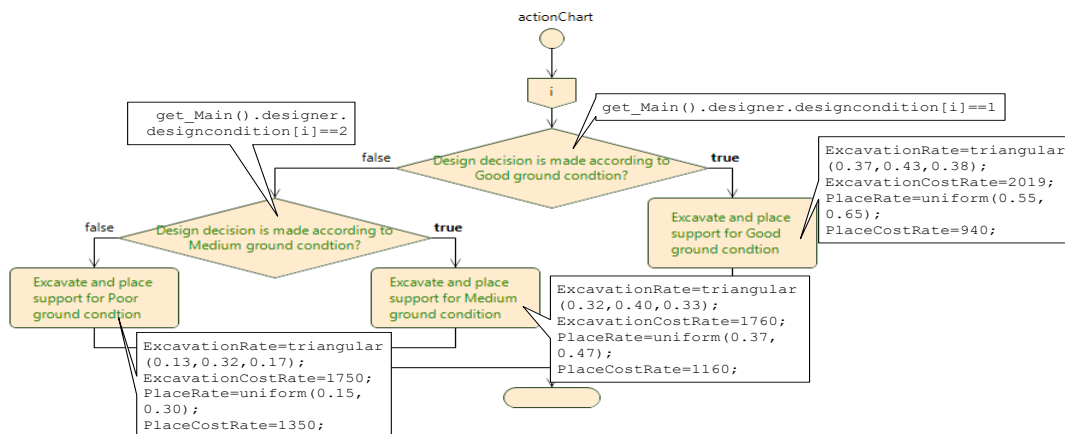 actionChart
i
get_Main().designer.
designcondition[i]==2
get_Main().designer.designcondition[i]==1
false
Design decision is made according to
Good ground condtion?
true
ExcavationRate=triangular
(0.37,0.43,0.38);
ExcavationCostRate=2019;
PlaceRate=uniform(0.55,
0.65);
PlaceCostRate=940;
false
Design decision is made according to
Medium ground condtion?
true
Excavate and place
support for Good
ground condtion
Excavate and place
support for Poor
ground condtion
Excavate and place
support for Medium
ground condition
ExcavationRate=triangular
(0.32,0.40,0.33);
ExcavationCostRate=1760;
PlaceRate=uniform(0.37,
0.47);
PlaceCostRate=1160;
ExcavationRate=triangular
(0.13,0.32,0.17);
ExcavationCostRate=1750;
PlaceRate=uniform(0.15,
0.30);
PlaceCostRate=1350;